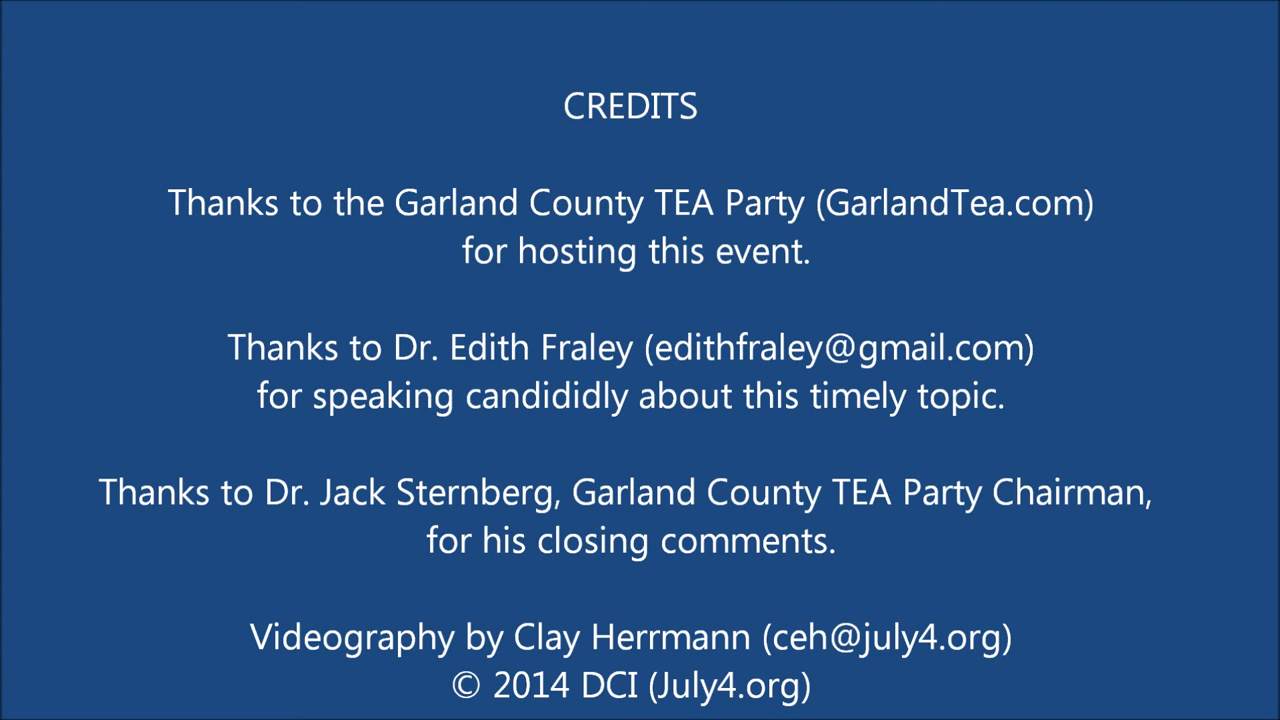 CREDITS
Thanks to the Garland County TEA Party (GarlandTea.com)
for hosting this event.
Thanks to Dr. Edith Fraley (edithfraley@gmail.com)
for speaking candididly about this timely topic.
Thanks to Dr. Jack Sternberg, Garland County TEA Party Chairman,
for his closing comments.
Videography by Clay Herrmann (ceh@july4.org)
© 2014 DCI (July4.org)